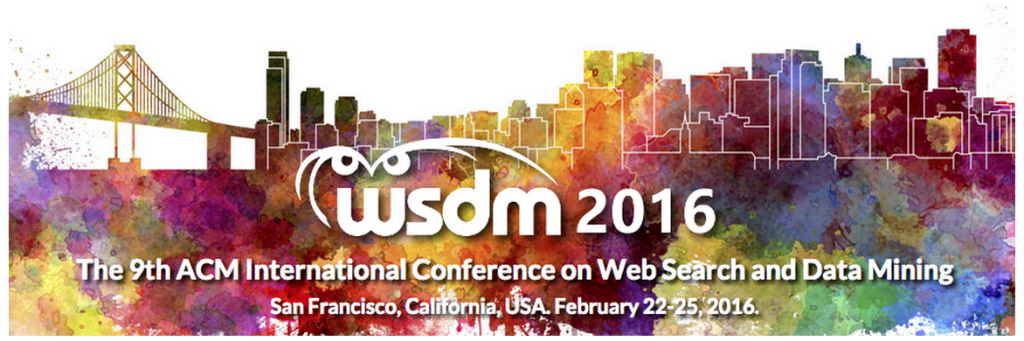 wsdm 2016
The 9th ACM International Conference on Web Search and Data Mining
San Francisco, California, USA. February 22-25, 2016.